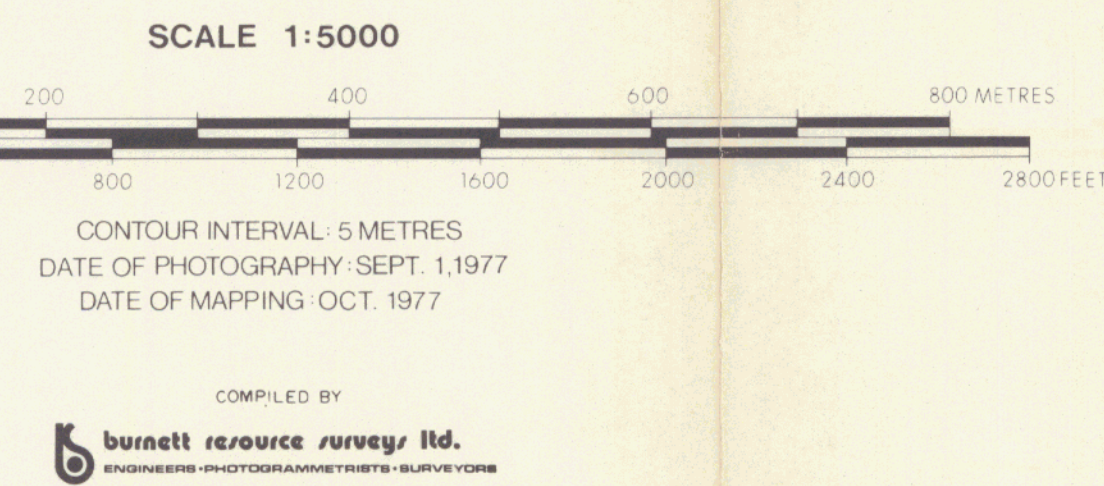 SCALE 1:5000
200 400 600 800 METRES
800 1200 1600 2000 2400 2800 FEET
CONTOUR INTERVAL: 5 METRES
DATE OF PHOTOGRAPHY: SEPT. 1, 1977
DATE OF MAPPING: OCT. 1977
COMPILED BY
burnett resource surveys ltd.
ENGINEERS • PHOTOGRAMMETRISTS • SURVEYORS